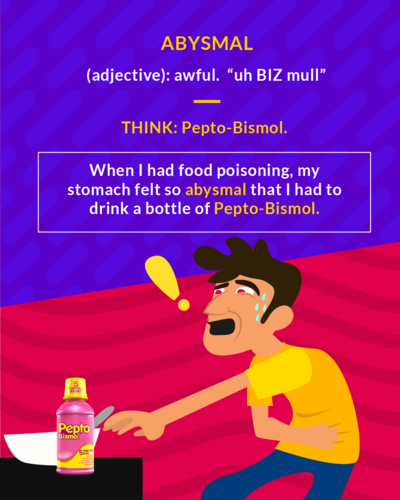 ABYSMAL
(adjective): awful.  “uh BIZ mull”
THINK: Pepto-Bismol.
When I had food poisoning, my
stomach felt so abysmal that I had to
drink a bottle of Pepto-Bismol.
Pepto
Bismol